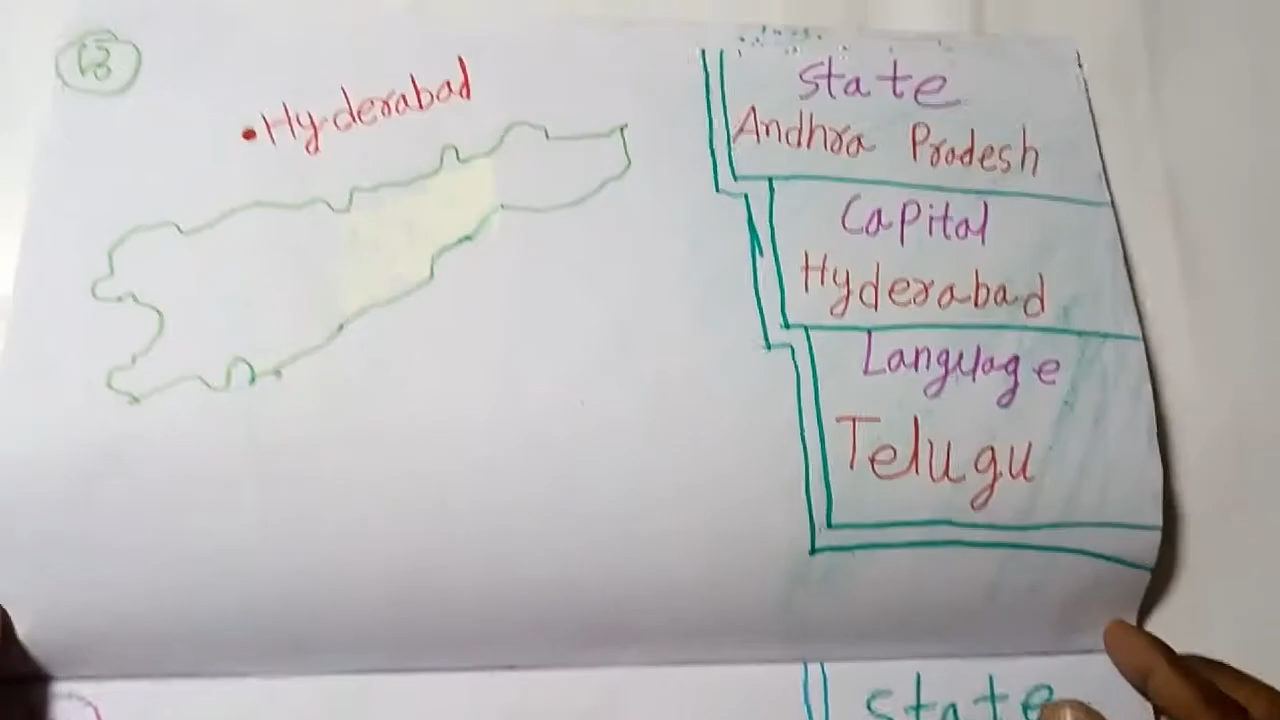 13
•Hyderabad
State
Andhra Pradesh
Capital
Hyderabad
Language
Telugu
State